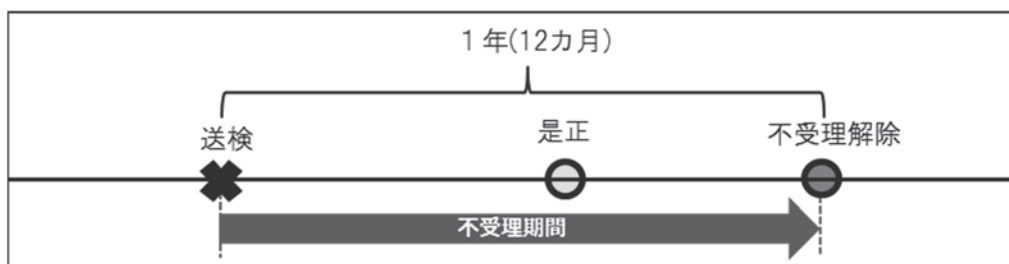 1年(12カ月)
送検
是正
不受理解除
不受理期間